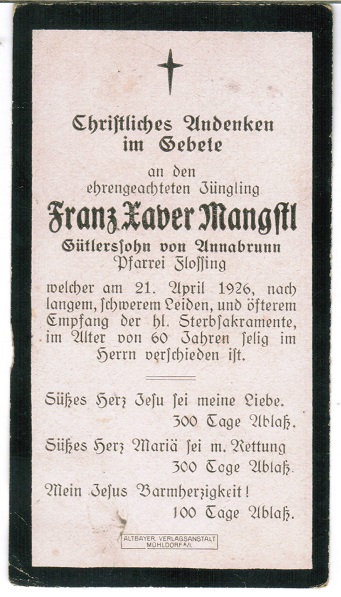 Christliches Andenken
im Gebete
an den
ehrengeachteten Jüngling
Franz Xaver Mangstl
Gütlerssohn von Annabrunn
Pfarrei Flossing
welcher am 21. April 1926, nach
langem, schwerem Leiden, und öfterem
Empfang der hl. Sterbsakramente,
im Alter von 60 Jahren selig im
Herrn verschieden ist.
Süßes Herz Jesu sei meine Liebe.
300 Tage Ablaß.
Süßes Herz Mariä sei m. Rettung
300 Tage Ablaß.
Mein Jesus Barmherzigkeit!
100 Tage Ablaß.
ALTBAYER. VERLAGSANSTALT
MÜHLDORF A/I.